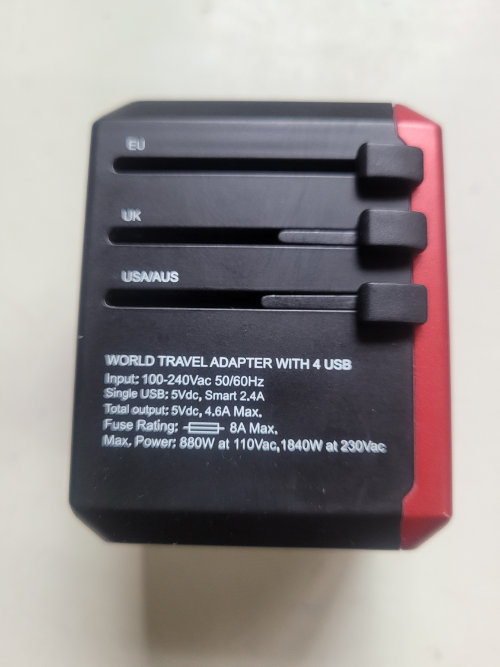 EU
UK
USA/AUS
WORLD TRAVEL ADAPTER WITH 4 USB
Input: 100-240Vac 50/60Hz
Single USB: 5Vdc, Smart 2.4A
Total output: 5Vdc, 4.6A Max.
Fuse Rating: 8A Max.
Max. Power: 880W at 110Vac,1840W at 230Vac